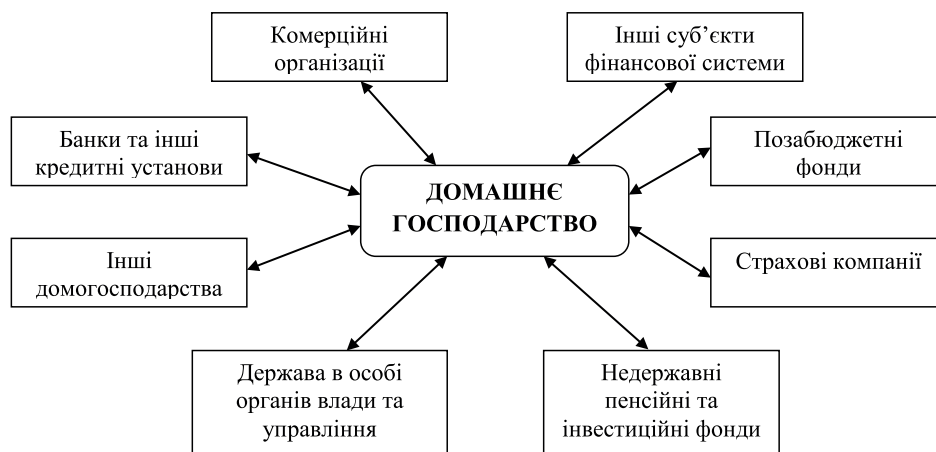 Комерційні
організації
Інші суб’єкти
фінансової системи
Банки та інші
кредитні установи
Позабюджетні
фонди
ДОМАШНЄ
ГОСПОДАРСТВО
Інші
домогосподарства
Страхові компанії
Держава в особі
органів влади та
управління
Недержавні
пенсійні та
інвестиційні фонди